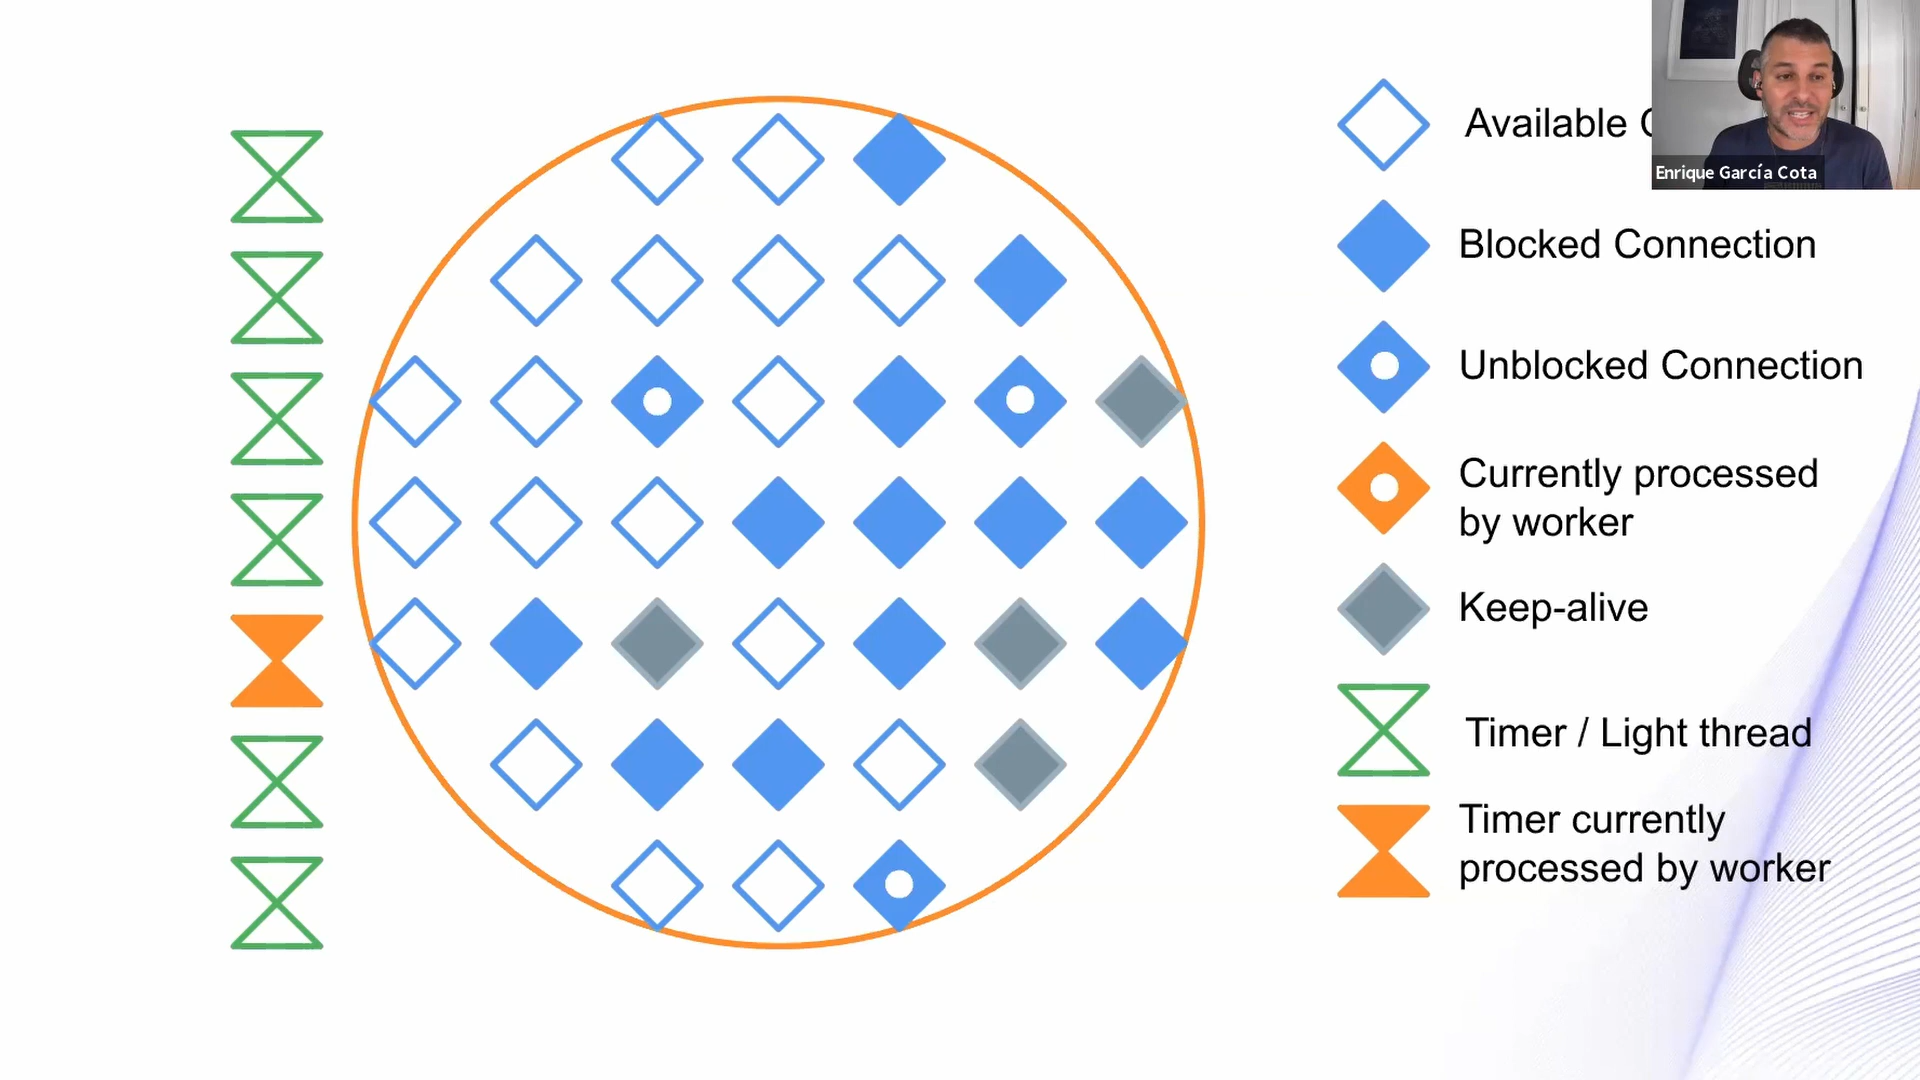 Available
Enrique García Cota
Blocked Connection
Unblocked Connection
Currently processed
by worker
Keep-alive
Timer / Light thread
Timer currently
processed by worker